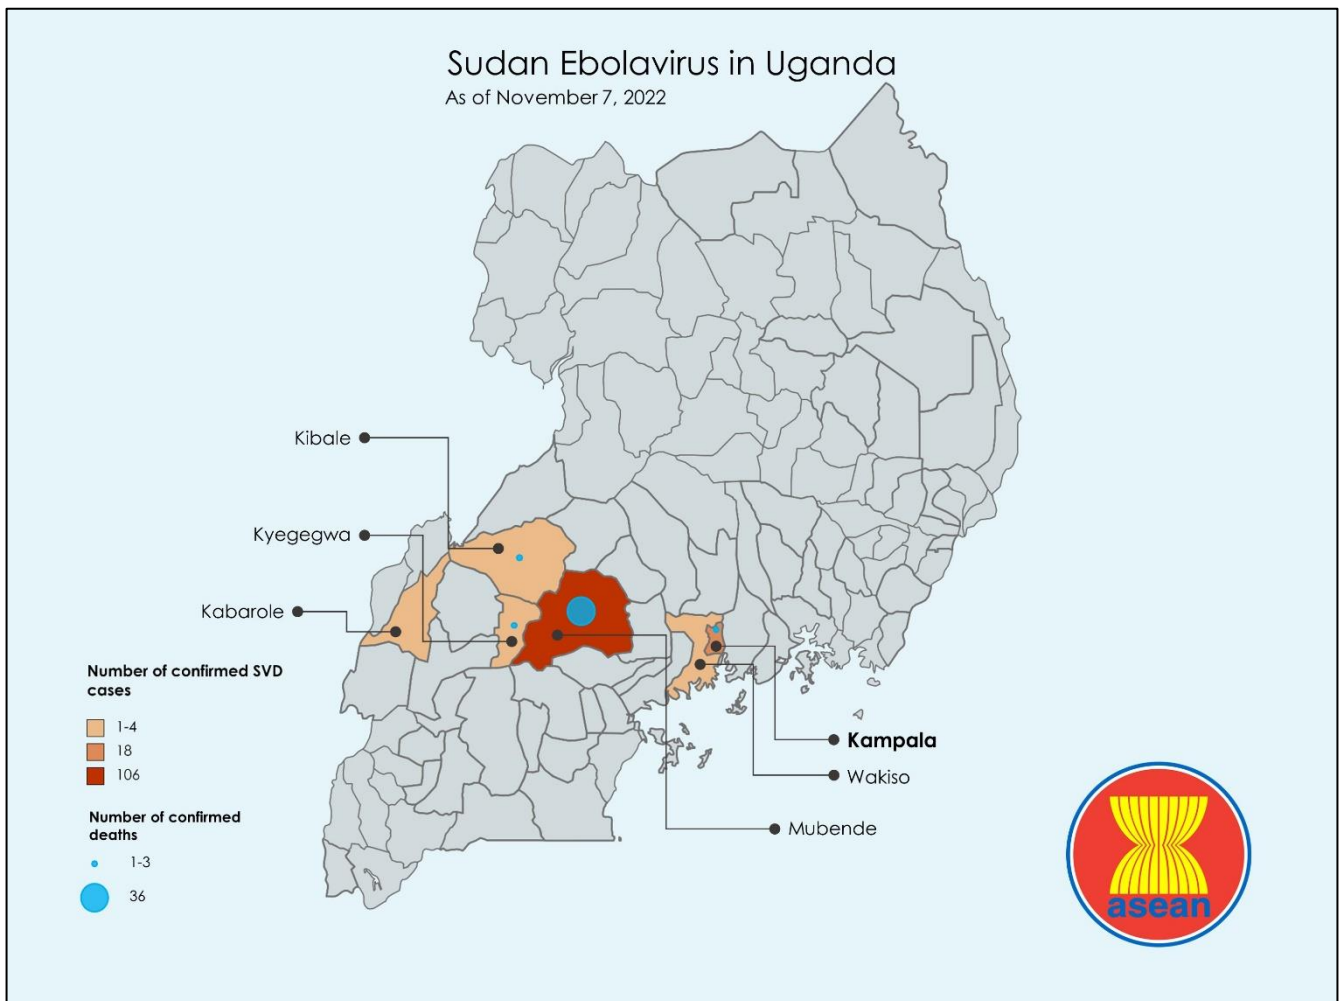 Sudan Ebolavirus in Uganda
As of November 7, 2022
Kibale
Kyegegwa
Kabarole
Number of confirmed SVD
cases
1-4
18
106
Number of confirmed
deaths
1-3
36
Kampala
Wakiso
Mubende
asean